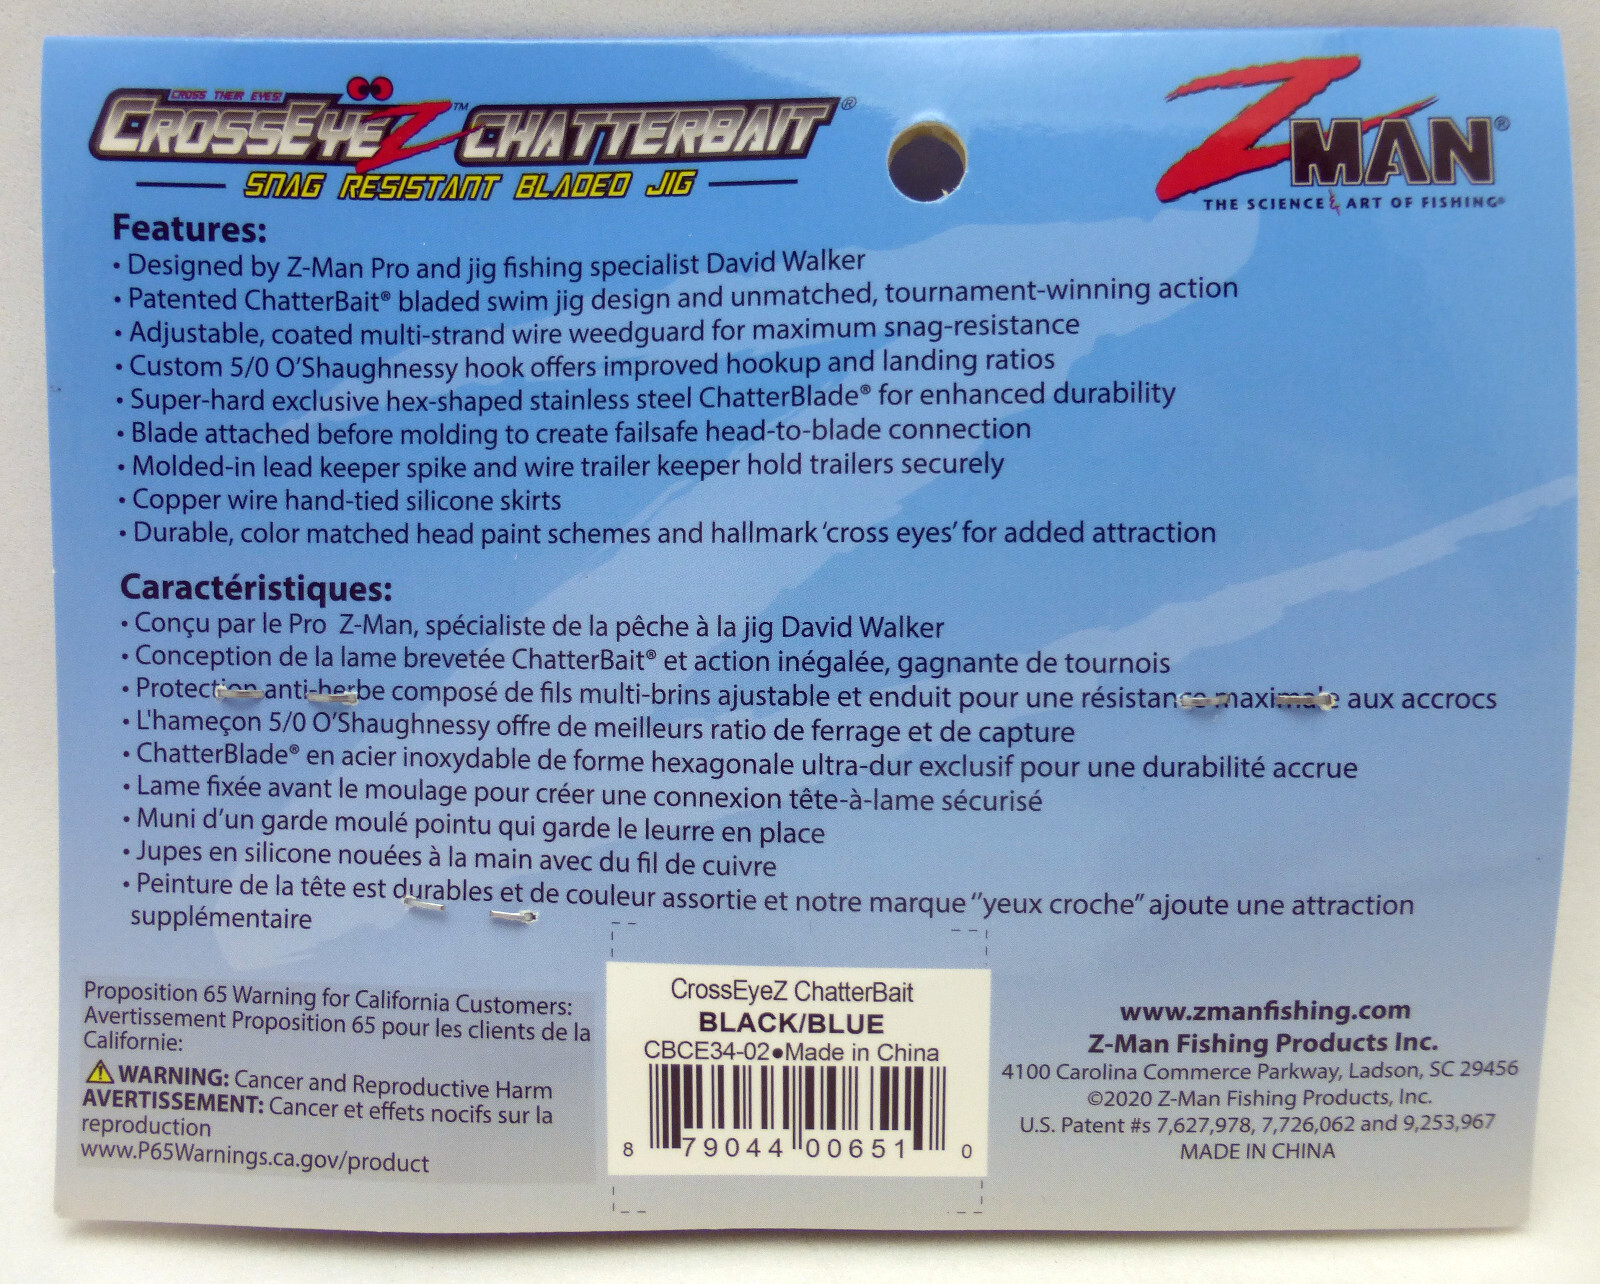 CROSS THEIR EYES!
CROSSEYEZ™ CHATTERBAIT®
SNAG RESISTANT BLADED JIG
ZMAN®
THE SCIENCE & ART OF FISHING®
Features:
• Designed by Z-Man Pro and jig fishing specialist David Walker
• Patented ChatterBait® bladed swim jig design and unmatched, tournament-winning action
• Adjustable, coated multi-strand wire weedguard for maximum snag-resistance
• Custom 5/0 O'Shaughnessy hook offers improved hookup and landing ratios
• Super-hard exclusive hex-shaped stainless steel ChatterBlade® for enhanced durability
• Blade attached before molding to create failsafe head-to-blade connection
• Molded-in lead keeper spike and wire trailer keeper hold trailers securely
• Copper wire hand-tied silicone skirts
• Durable, color matched head paint schemes and hallmark 'cross eyes' for added attraction
Caractéristiques:
• Conçu par le Pro Z-Man, spécialiste de la pêche à la jig David Walker
• Conception de la lame brevetée ChatterBait® et action inégalée, gagnante de tournois
• Protection anti-herbe composé de fils multi-brins ajustable et enduit pour une résistance maximale aux accrocs
• L'hameçon 5/0 O'Shaughnessy offre de meilleurs ratio de ferrage et de capture
• ChatterBlade® en acier inoxydable de forme hexagonale ultra-dur exclusif pour une durabilité accrue
• Lame fixée avant le moulage pour créer une connexion tête-à-lame sécurisé
• Muni d'un garde moulé pointu qui garde le leurre en place
• Jupes en silicone nouées à la main avec du fil de cuivre
• Peinture de la tête est durables et de couleur assortie et notre marque "yeux croche" ajoute une attraction
supplémentaire
Proposition 65 Warning for California Customers:
Avertissement Proposition 65 pour les clients de la
Californie:
WARNING: Cancer and Reproductive Harm
AVERTISSEMENT: Cancer et effets nocifs sur la
reproduction
www.P65Warnings.ca.gov/product
CrossEyeZ ChatterBait
BLACK/BLUE
CBCE34-02●Made in China
8 79044 00651 0
www.zmanfishing.com
Z-Man Fishing Products Inc.
4100 Carolina Commerce Parkway, Ladson, SC 29456
©2020 Z-Man Fishing Products, Inc.
U.S. Patent #s 7,627,978, 7,726,062 and 9,253,967
MADE IN CHINA